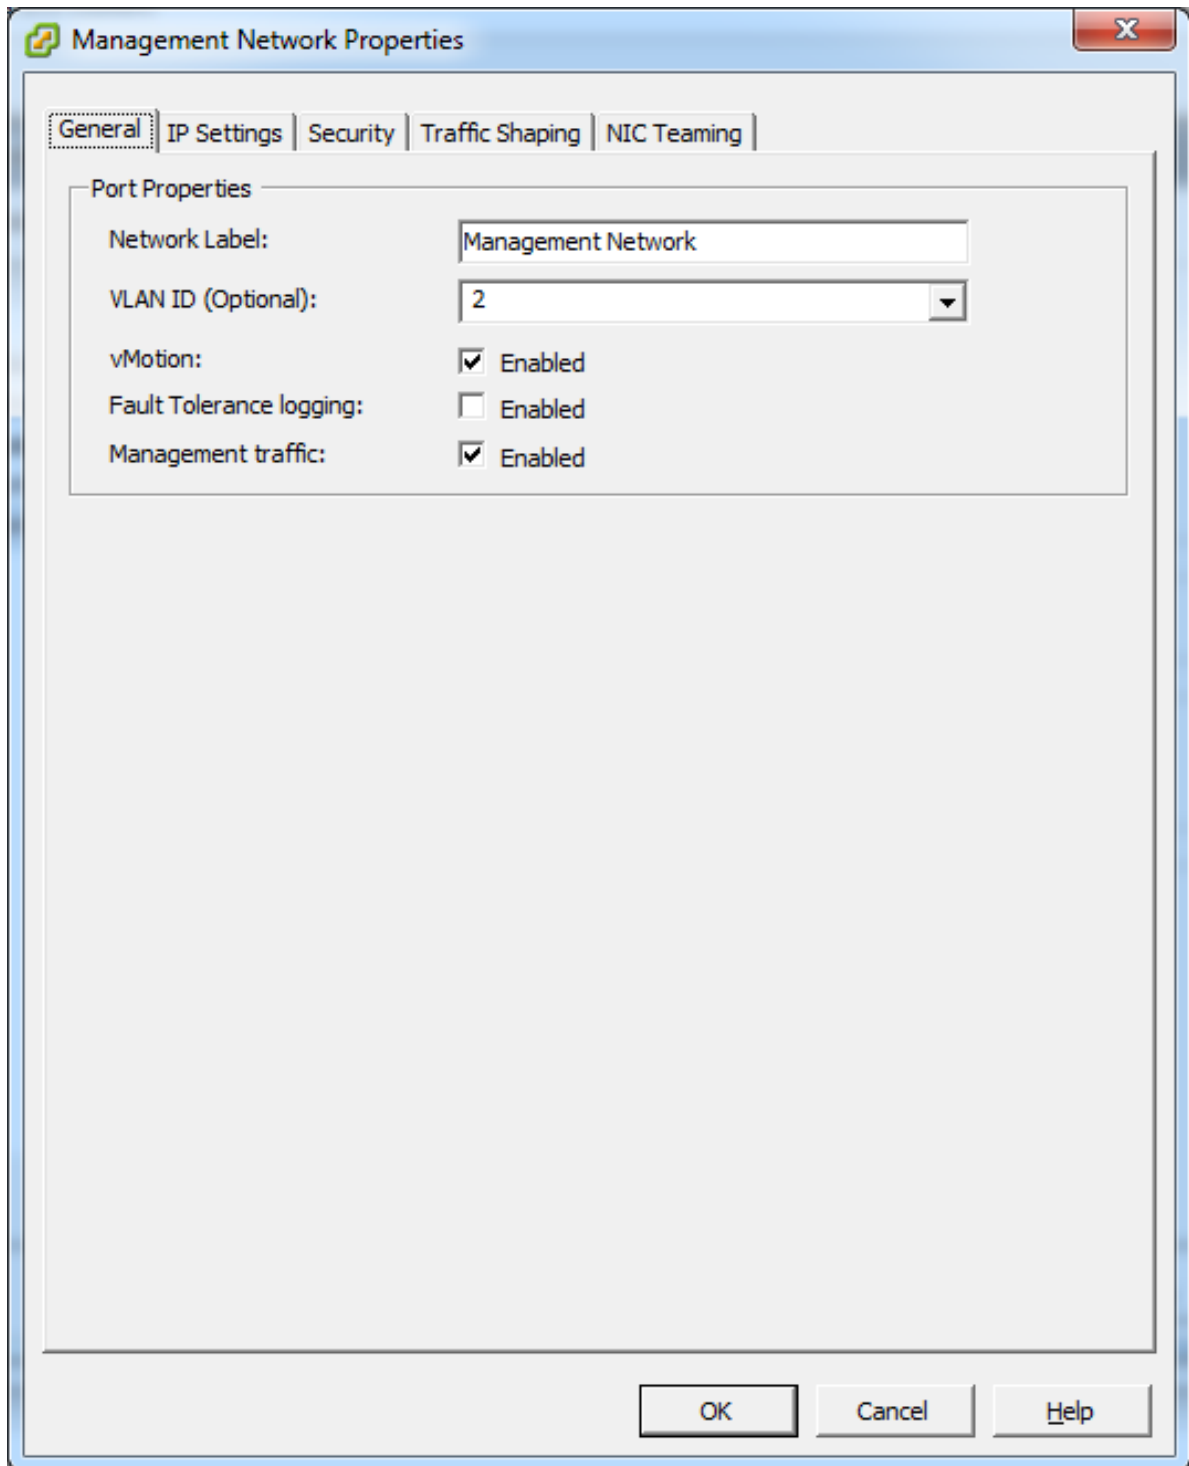 Management Network Properties
General IP Settings Security Traffic Shaping NIC Teaming
Port Properties
Network Label: Management Network
VLAN ID (Optional): 2
vMotion: Enabled
Fault Tolerance logging: Enabled
Management traffic: Enabled
OK Cancel Help